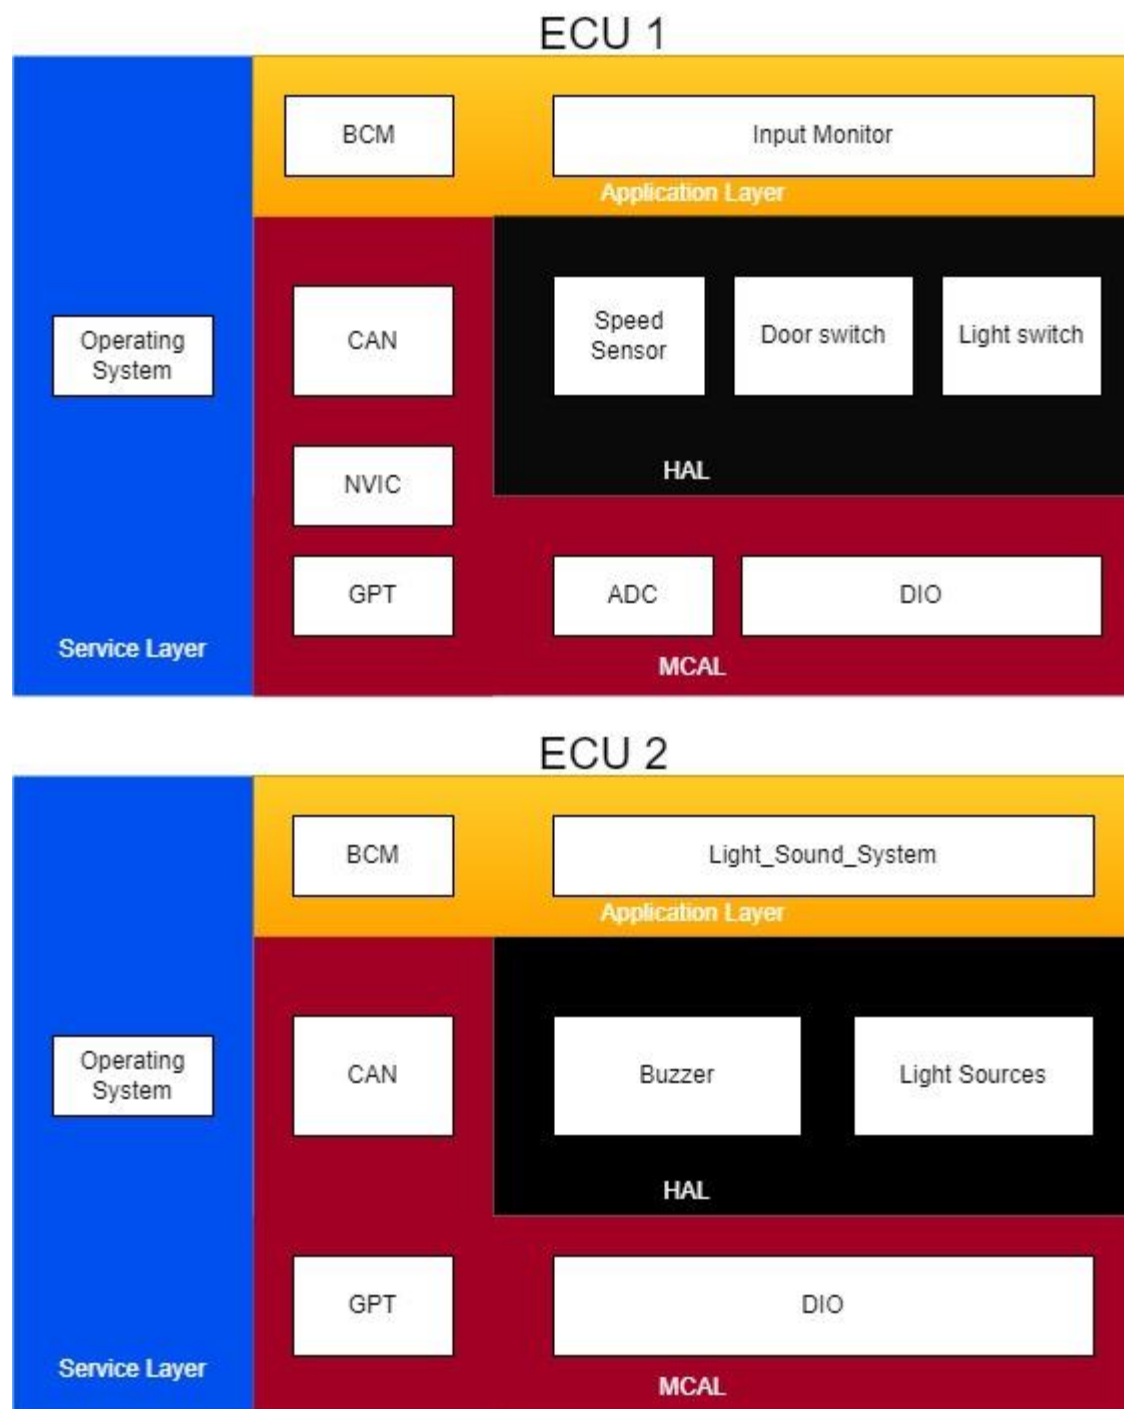 ECU 1
BCM
Input Monitor
Application Layer
Operating
System
CAN
Speed
Sensor
Door switch
Light switch
HAL
NVIC
GPT
ADC
DIO
Service Layer
MCAL
ECU 2
BCM
Light_Sound_System
Application Layer
Operating
System
CAN
Buzzer
Light Sources
HAL
GPT
DIO
Service Layer
MCAL